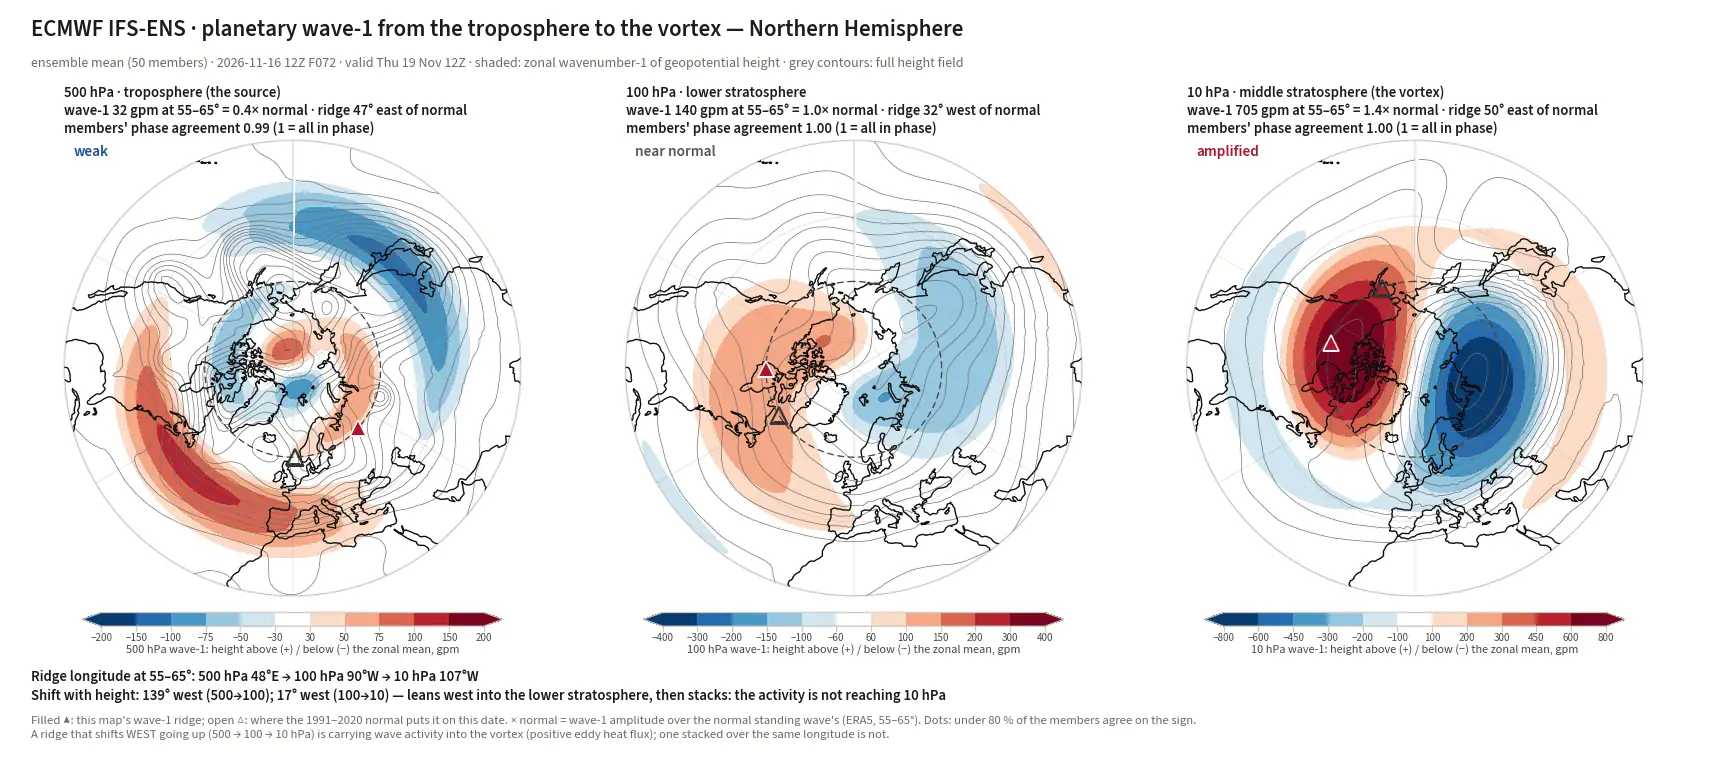 ECMWF IFS-ENS · planetary wave-1 from the troposphere to the vortex — Northern Hemisphere
ensemble mean (50 members) · 2026-11-16 12Z F072 · valid Thu 19 Nov 12Z · shaded: zonal wavenumber-1 of geopotential height · grey contours: full height field
500 hPa · troposphere (the source)
wave-1 32 gpm at 55–65° = 0.4× normal · ridge 47° east of normal
members' phase agreement 0.99 (1 = all in phase)
weak
100 hPa · lower stratosphere
wave-1 140 gpm at 55–65° = 1.0× normal · ridge 32° west of normal
members' phase agreement 1.00 (1 = all in phase)
near normal
10 hPa · middle stratosphere (the vortex)
wave-1 705 gpm at 55–65° = 1.4× normal · ridge 50° east of normal
members' phase agreement 1.00 (1 = all in phase)
amplified
−200 −150 −100 −75 −50 −30 30 50 75 100 150 200
500 hPa wave-1: height above (+) / below (−) the zonal mean, gpm
−400 −300 −200 −150 −100 −60 60 100 150 200 300 400
100 hPa wave-1: height above (+) / below (−) the zonal mean, gpm
−800 −600 −450 −300 −200 −100 100 200 300 450 600 800
10 hPa wave-1: height above (+) / below (−) the zonal mean, gpm
Ridge longitude at 55–65°: 500 hPa 48°E → 100 hPa 90°W → 10 hPa 107°W
Shift with height: 139° west (500→100); 17° west (100→10) — leans west into the lower stratosphere, then stacks: the activity is not reaching 10 hPa
Filled ▲: this map's wave-1 ridge; open △: where the 1991–2020 normal puts it on this date. × normal = wave-1 amplitude over the normal standing wave's (ERA5, 55–65°). Dots: under 80 % of the members agree on the sign.
A ridge that shifts WEST going up (500 → 100 → 10 hPa) is carrying wave activity into the vortex (positive eddy heat flux); one stacked over the same longitude is not.